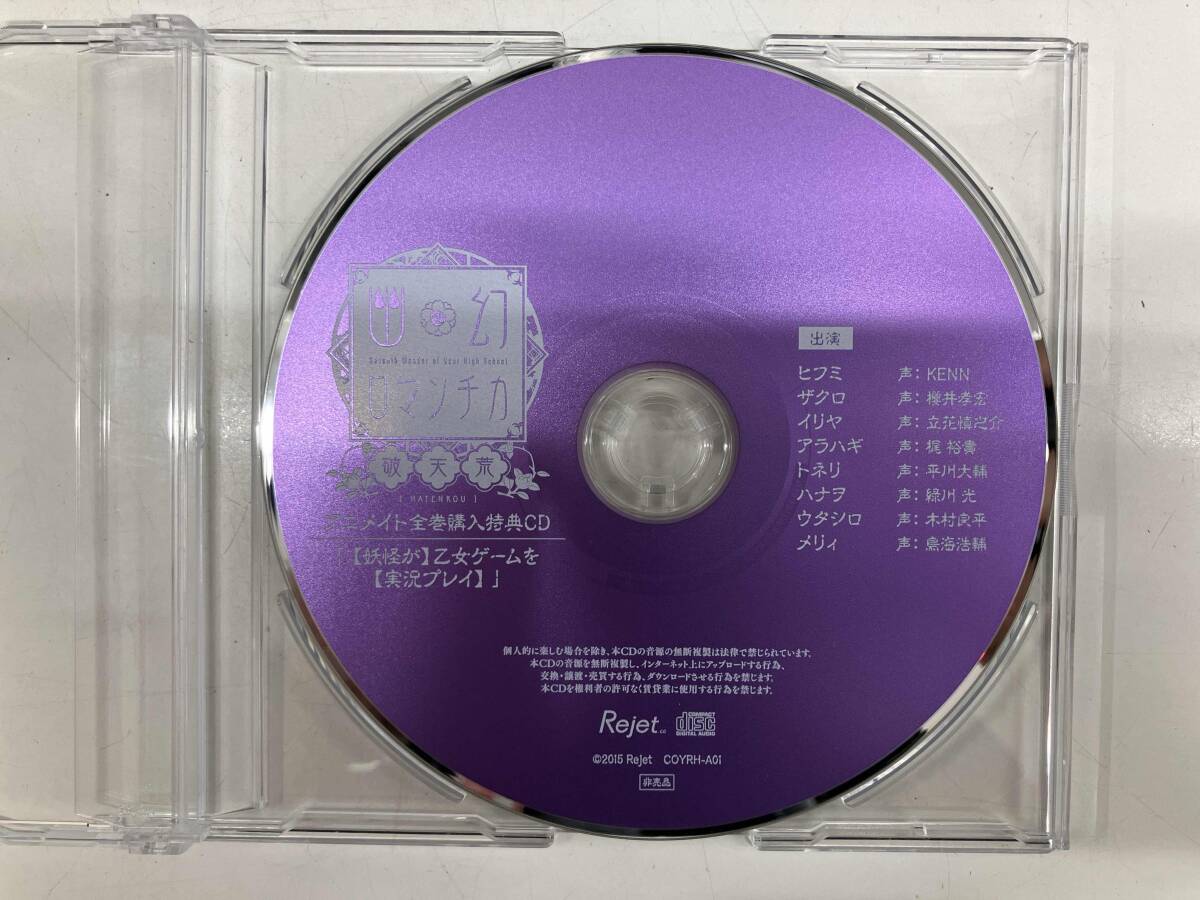 幽幻
Seventh Wonder of Your High School
ロマンチカ
破天荒
[ HATENKOU ]
アニメイト全巻購入特典CD
「【妖怪が】乙女ゲームを
【実況プレイ】」
出演
ヒフミ 声：KENN
ザクロ 声：櫻井孝宏
イリヤ 声：立花慎之介
アラハギ 声：梶 裕貴
トネリ 声：平川大輔
ハナヲ 声：緑川 光
ウタシロ 声：木村良平
メリィ 声：鳥海浩輔
個人的に楽しむ場合を除き、本CDの音源の無断複製は法律で禁じられています。
本CDの音源を無断複製し、インターネット上にアップロードする行為、
交換・譲渡・売買する行為、ダウンロードさせる行為を禁じます。
本CDを権利者の許可なく賃貸業に使用する行為を禁じます。
Rejet.cc COMPACT disc DIGITAL AUDIO
©2015 Rejet COYRH-A01
非売品